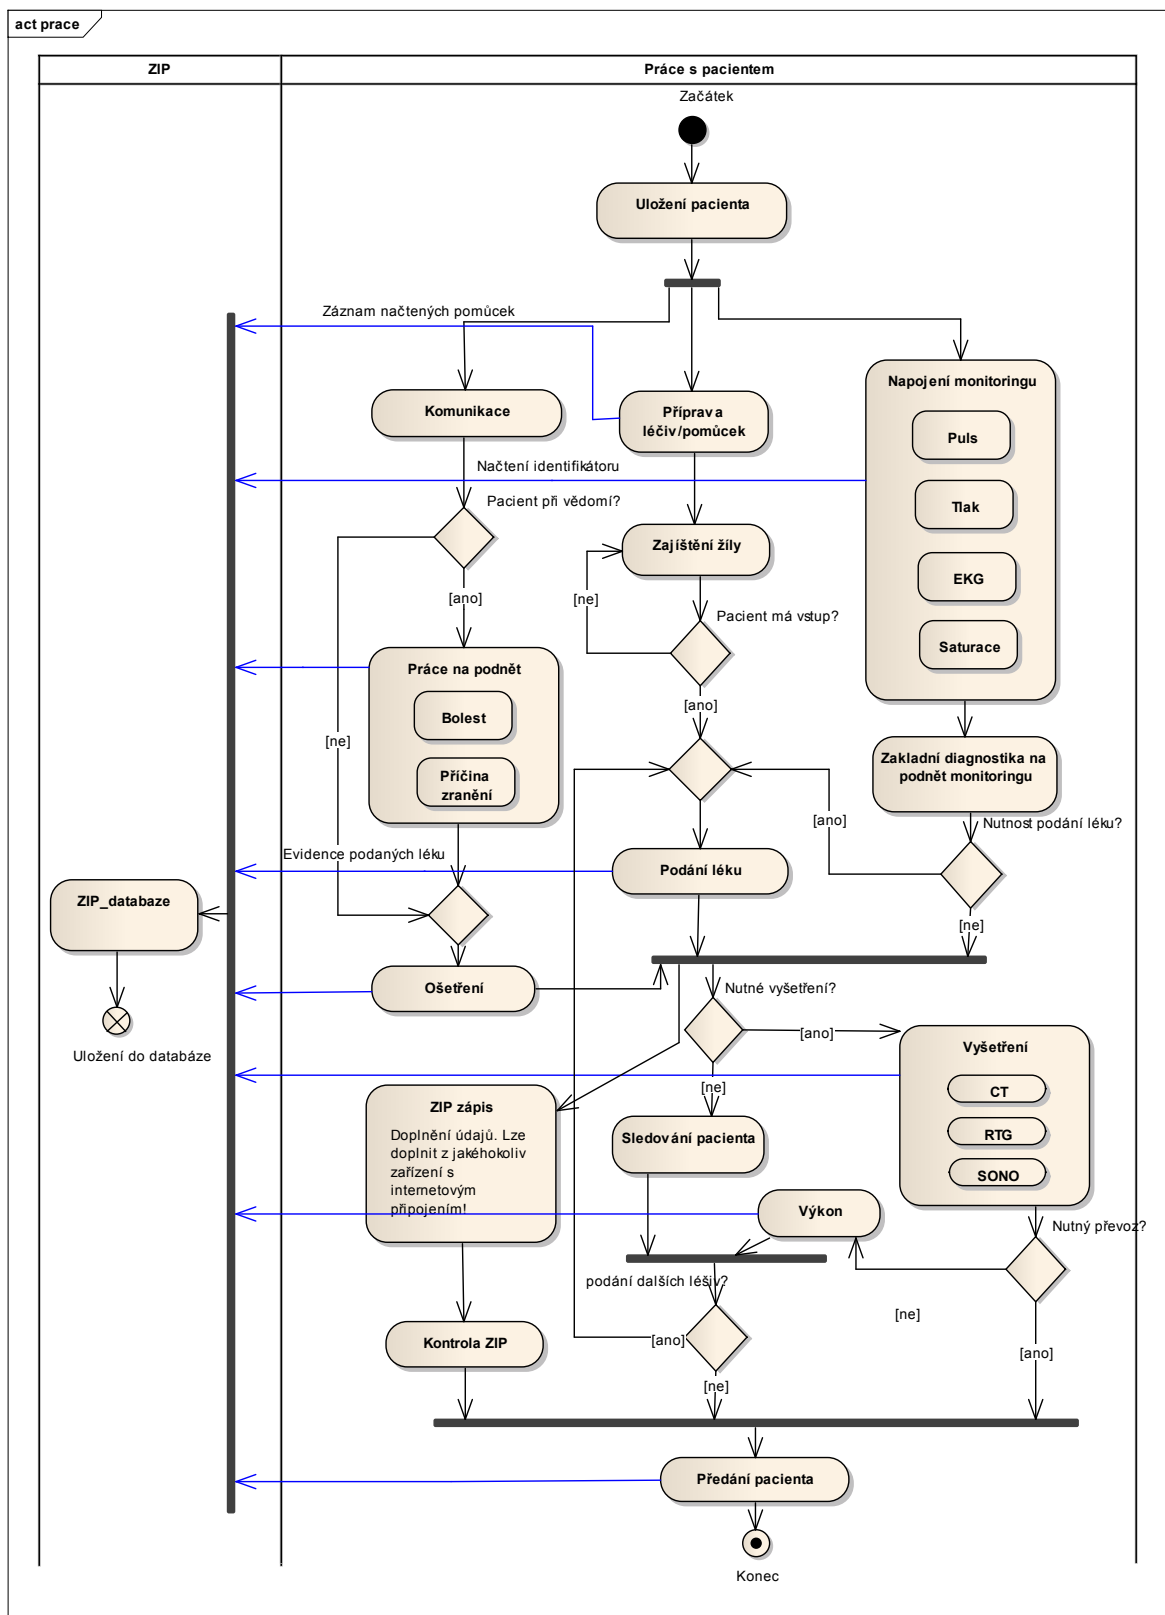 act prace
ZIP
Práce s pacientem
Začátek
Uložení pacienta
Záznam načtených pomůcek
Napojení monitoringu
Komunikace
Příprava
léčiv/pomůcek
Puls
Načtení identifikátoru
Pacient při vědomí?
Tlak
Zajíštění žíly
EKG
[ne]
[ano]
Pacient má vstup?
Saturace
Práce na podnět
[ano]
Bolest
[ne]
Zakladní diagnostika na
podnět monitoringu
Příčina
zranění
[ano]
Nutnost podání léku?
Evidence podaných léku
Podání léku
ZIP_databaze
[ne]
Ošetření
Nutné vyšetření?
[ano]
Uložení do databáze
Vyšetření
[ne]
CT
ZIP zápis
Doplnění údajů. Lze
doplnit z jakéhokoliv
zařízení s
internetovým
připojením!
Sledování pacienta
RTG
SONO
Výkon
Nutný převoz?
podání dalších léšiv?
[ne]
Kontrola ZIP
[ano]
[ano]
[ne]
Předání pacienta
Konec